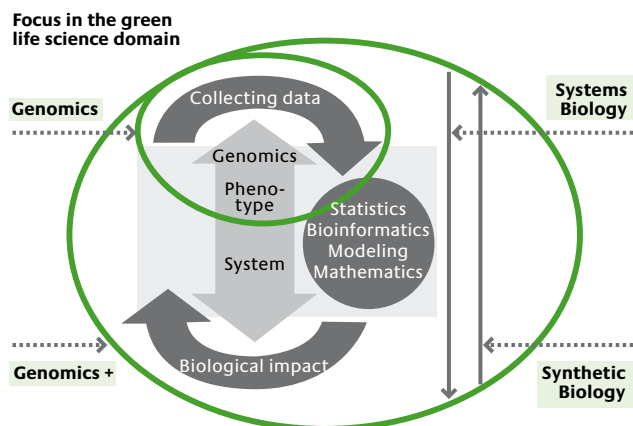 Focus in the green
life science domain
Collecting data
Genomics
Systems
Biology
Genomics
Pheno-
type
Statistics
Bioinformatics
Modeling
Mathematics
System
Biological impact
Genomics +
Synthetic
Biology